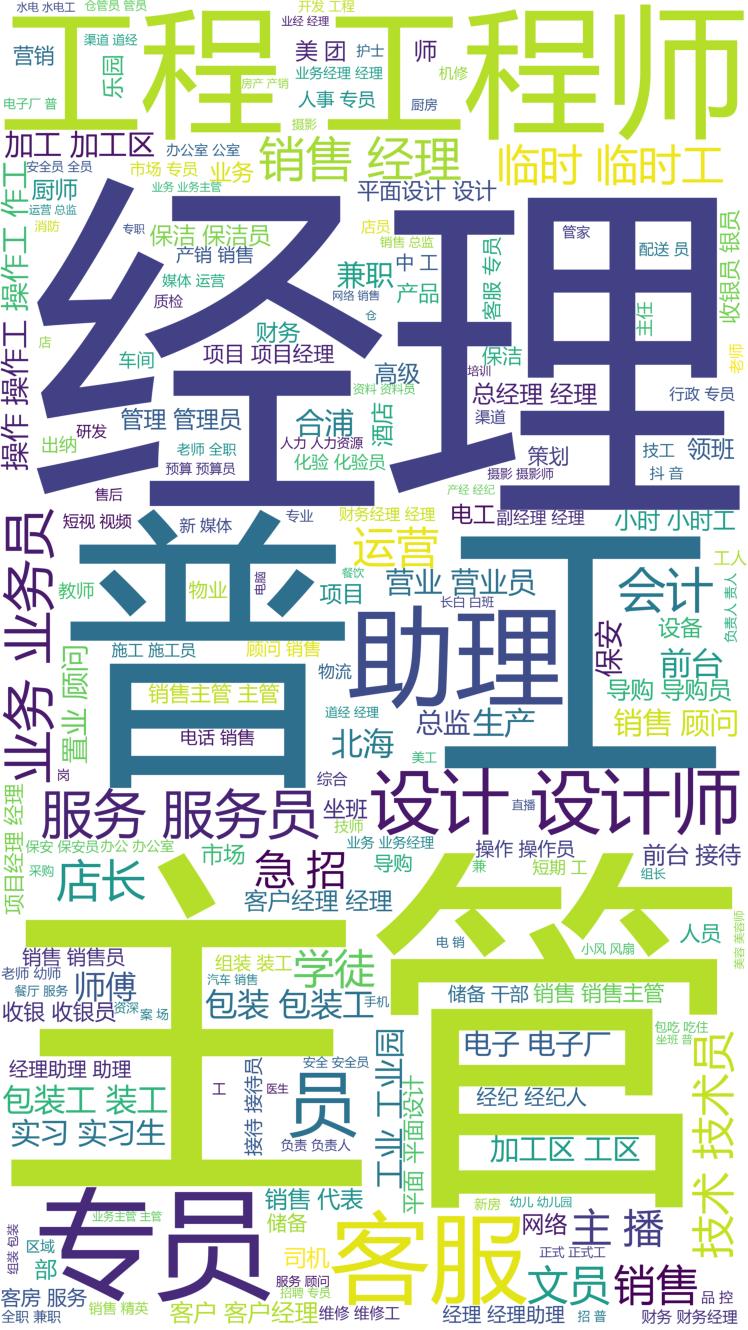 水电 水电工
仓管员 管员
开发 工程
工程 工程师
渠道 道经
业经 经理
营销
乐园
美 团
护士
师
业务经理 经理
机修
房产 产销
电子厂 普
人事 专员
厨房
摄影
加工 加工区
办公室 公室
销售 经理
临时 临时工
安全员 全员
市场 专员
业务
厨师
业务 业务主管
平面设计 设计
运营 总监
操作工 作工
消防
专职
保洁 保洁员
店员
销售 总监
管家
配送 员
收银员 银员
经理
产销 销售
兼职
中 工
客服 专员
媒体 运营
网络 销售
产品
质检
仓
主任
财务
店
车间
项目 项目经理
保洁
老师
操作 操作工
高级
培训
资料 资料员
总经理 经理
行政 专员
管理 管理员
合浦
酒店
渠道
研发
出纳
老师 全职
人力 人力资源
策划
技工
领班
预算 预算员
化验 化验员
摄影 摄影师
抖 音
售后
产经 经纪
短视 视频
新 媒体
专业
财务经理 经理
电工
副经理 经理
小时 小时工
业务 业务员
普工
运营
工人
教师
物业
电脑
餐饮
项目
营业 营业员
会计
负责人 责人
长白 白班
助理
设备
施工 施工员
顾问 销售
保安
前台
置业 顾问
物流
销售主管 主管
导购 导购员
道经 经理
总监
生产
销售 顾问
电话 销售
北海
美工
岗
综合
设计 设计师
服务 服务员
坐班
直播
项目经理 经理
技师
保安 保安员
办公 办公室
市场
业务 业务经理
操作 操作员
前台 接待
急 招
导购
兼
短期 工
采购
店长
组长
客户经理 经理
主管
人员
美容 美容师
电 销
小风 风扇
销售 销售员
组装 装工
学徒
老师 幼师
师傅
汽车 销售
餐厅 服务
资深
案 场
包装 包装工
手机
储备 干部
销售 销售主管
收银 收银员
包吃 吃住
坐班 普
电子 电子厂
技术 技术员
经理助理 助理
接待 接待员
安全 安全员
业工 业园
平面 平面设计
工
员
医生
包装工 装工
经纪 经纪人
实习 实习生
负责 负责人
加工区 工区
专员
销售 代表
新房
幼儿 幼儿园
业务主管 主管
储备
客服
网络
主 播
组装 包装
区域
司机
正式 正式工
部
服务 顾问
客房 服务
招聘 专员
文员
销售
品 控
全职 兼职
销售 精英
客户 客户经理
维修 维修工
经理 经理助理
招 普
财务 财务经理